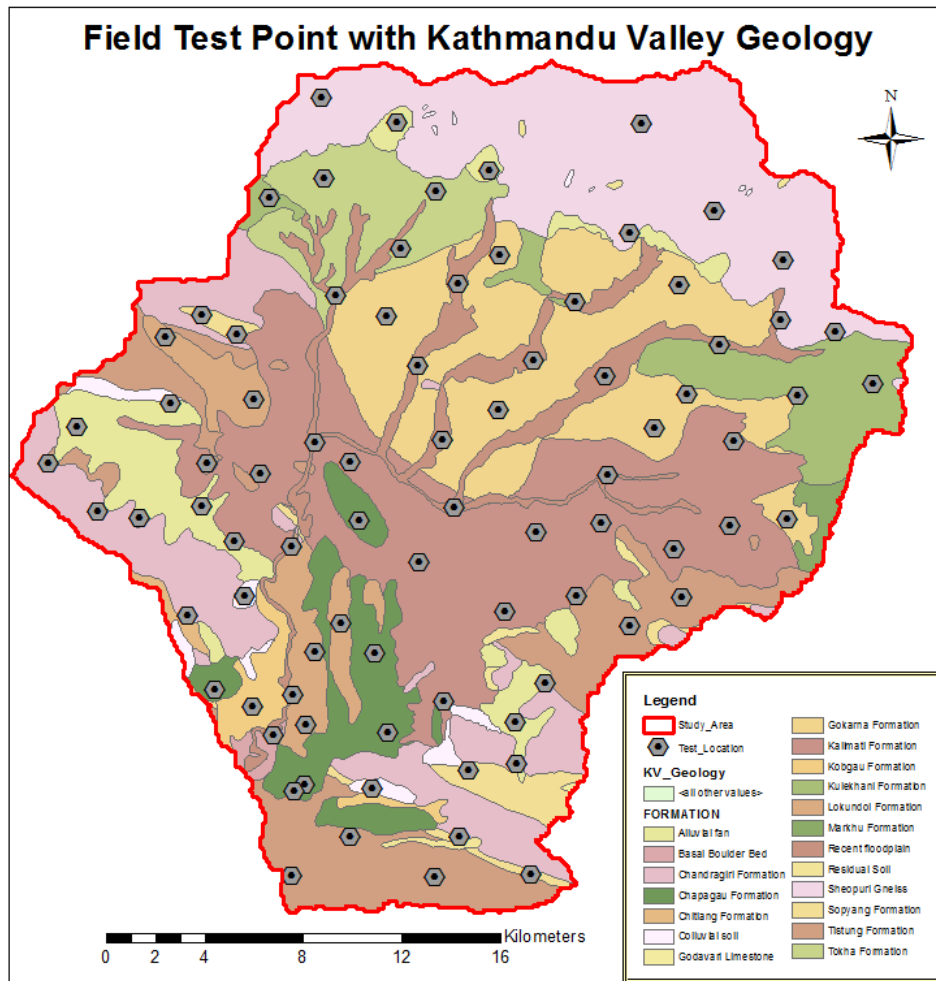 Field Test Point with Kathmandu Valley Geology
N
Kilometers
0 2 4 8 12 16
Legend
Study_Area
Test_Location
KV_Geology
<all other values>
FORMATION
Alluvial fan
Basal Boulder Bed
Chandragiri Formation
Chapagau Formation
Chitlang Formation
Colluvial soil
Godavari Limestone
Gokarna Formation
Kalimati Formation
Kobgau Formation
Kulekhani Formation
Lokundol Formation
Markhu Formation
Recent floodplain
Residual Soil
Sheopuri Gneiss
Sopyang Formation
Tistung Formation
Tokha Formation